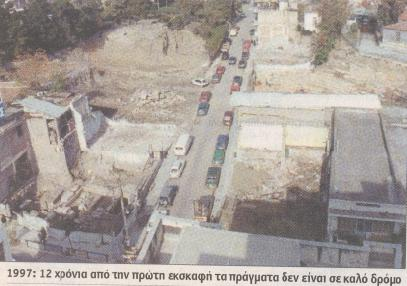 1997: 12 χρόνια από την πρώτη εκσκαφή τα πράγματα δεν είναι σε καλό δρόμο